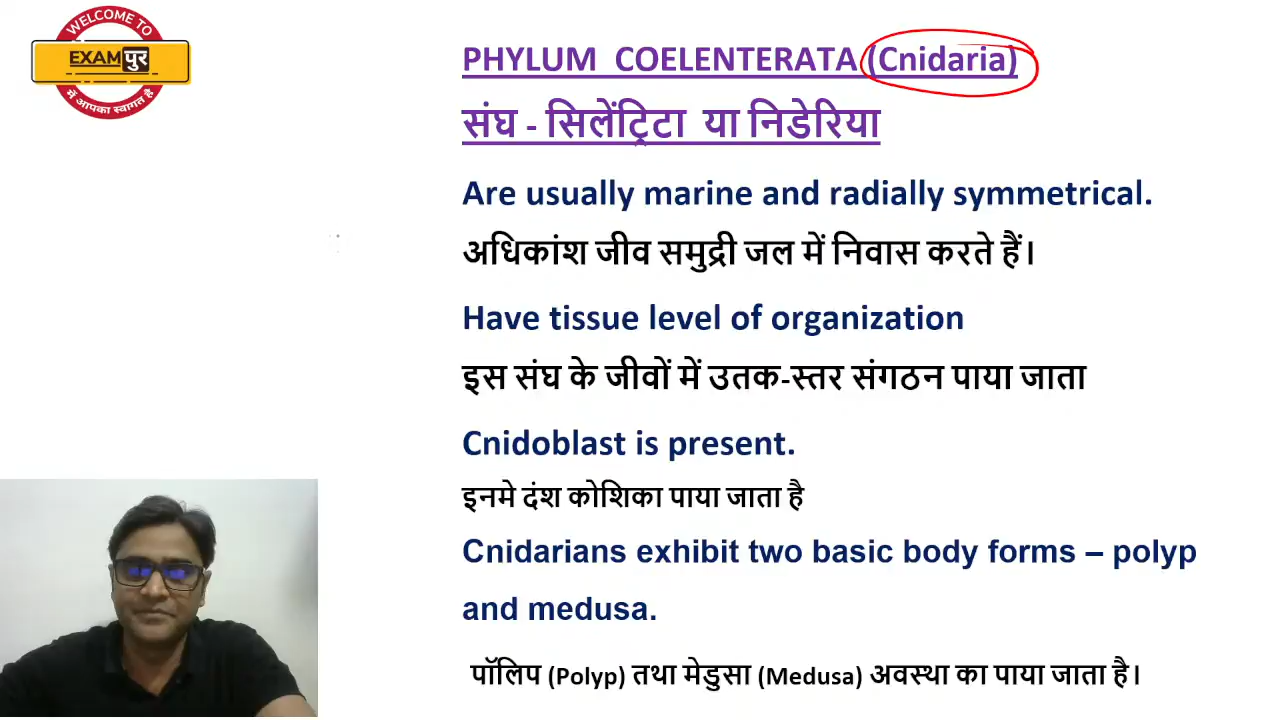 WELCOME TO
EXAMपुर
में आपका स्वागत है
PHYLUM COELENTERATA (Cnidaria)
संघ - सिलेंट्रिटा या निडेरिया
Are usually marine and radially symmetrical.
अधिकांश जीव समुद्री जल में निवास करते हैं।
Have tissue level of organization
इस संघ के जीवों में उतक-स्तर संगठन पाया जाता
Cnidoblast is present.
इनमे दंश कोशिका पाया जाता है
Cnidarians exhibit two basic body forms – polyp
and medusa.
पॉलिप (Polyp) तथा मेडुसा (Medusa) अवस्था का पाया जाता है।